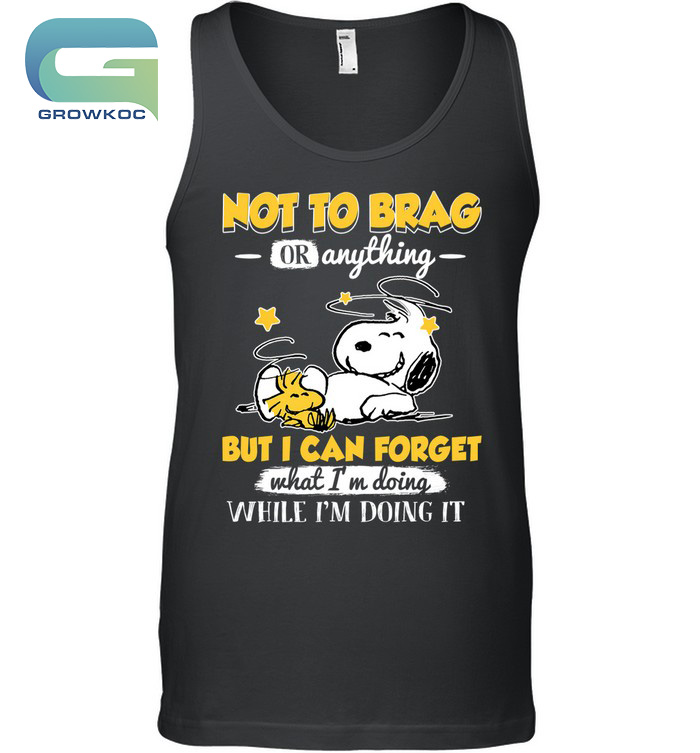 GROWKOC
NOT TO BRAG
OR anything
BUT I CAN FORGET
what I'm doing
WHILE I'M DOING IT